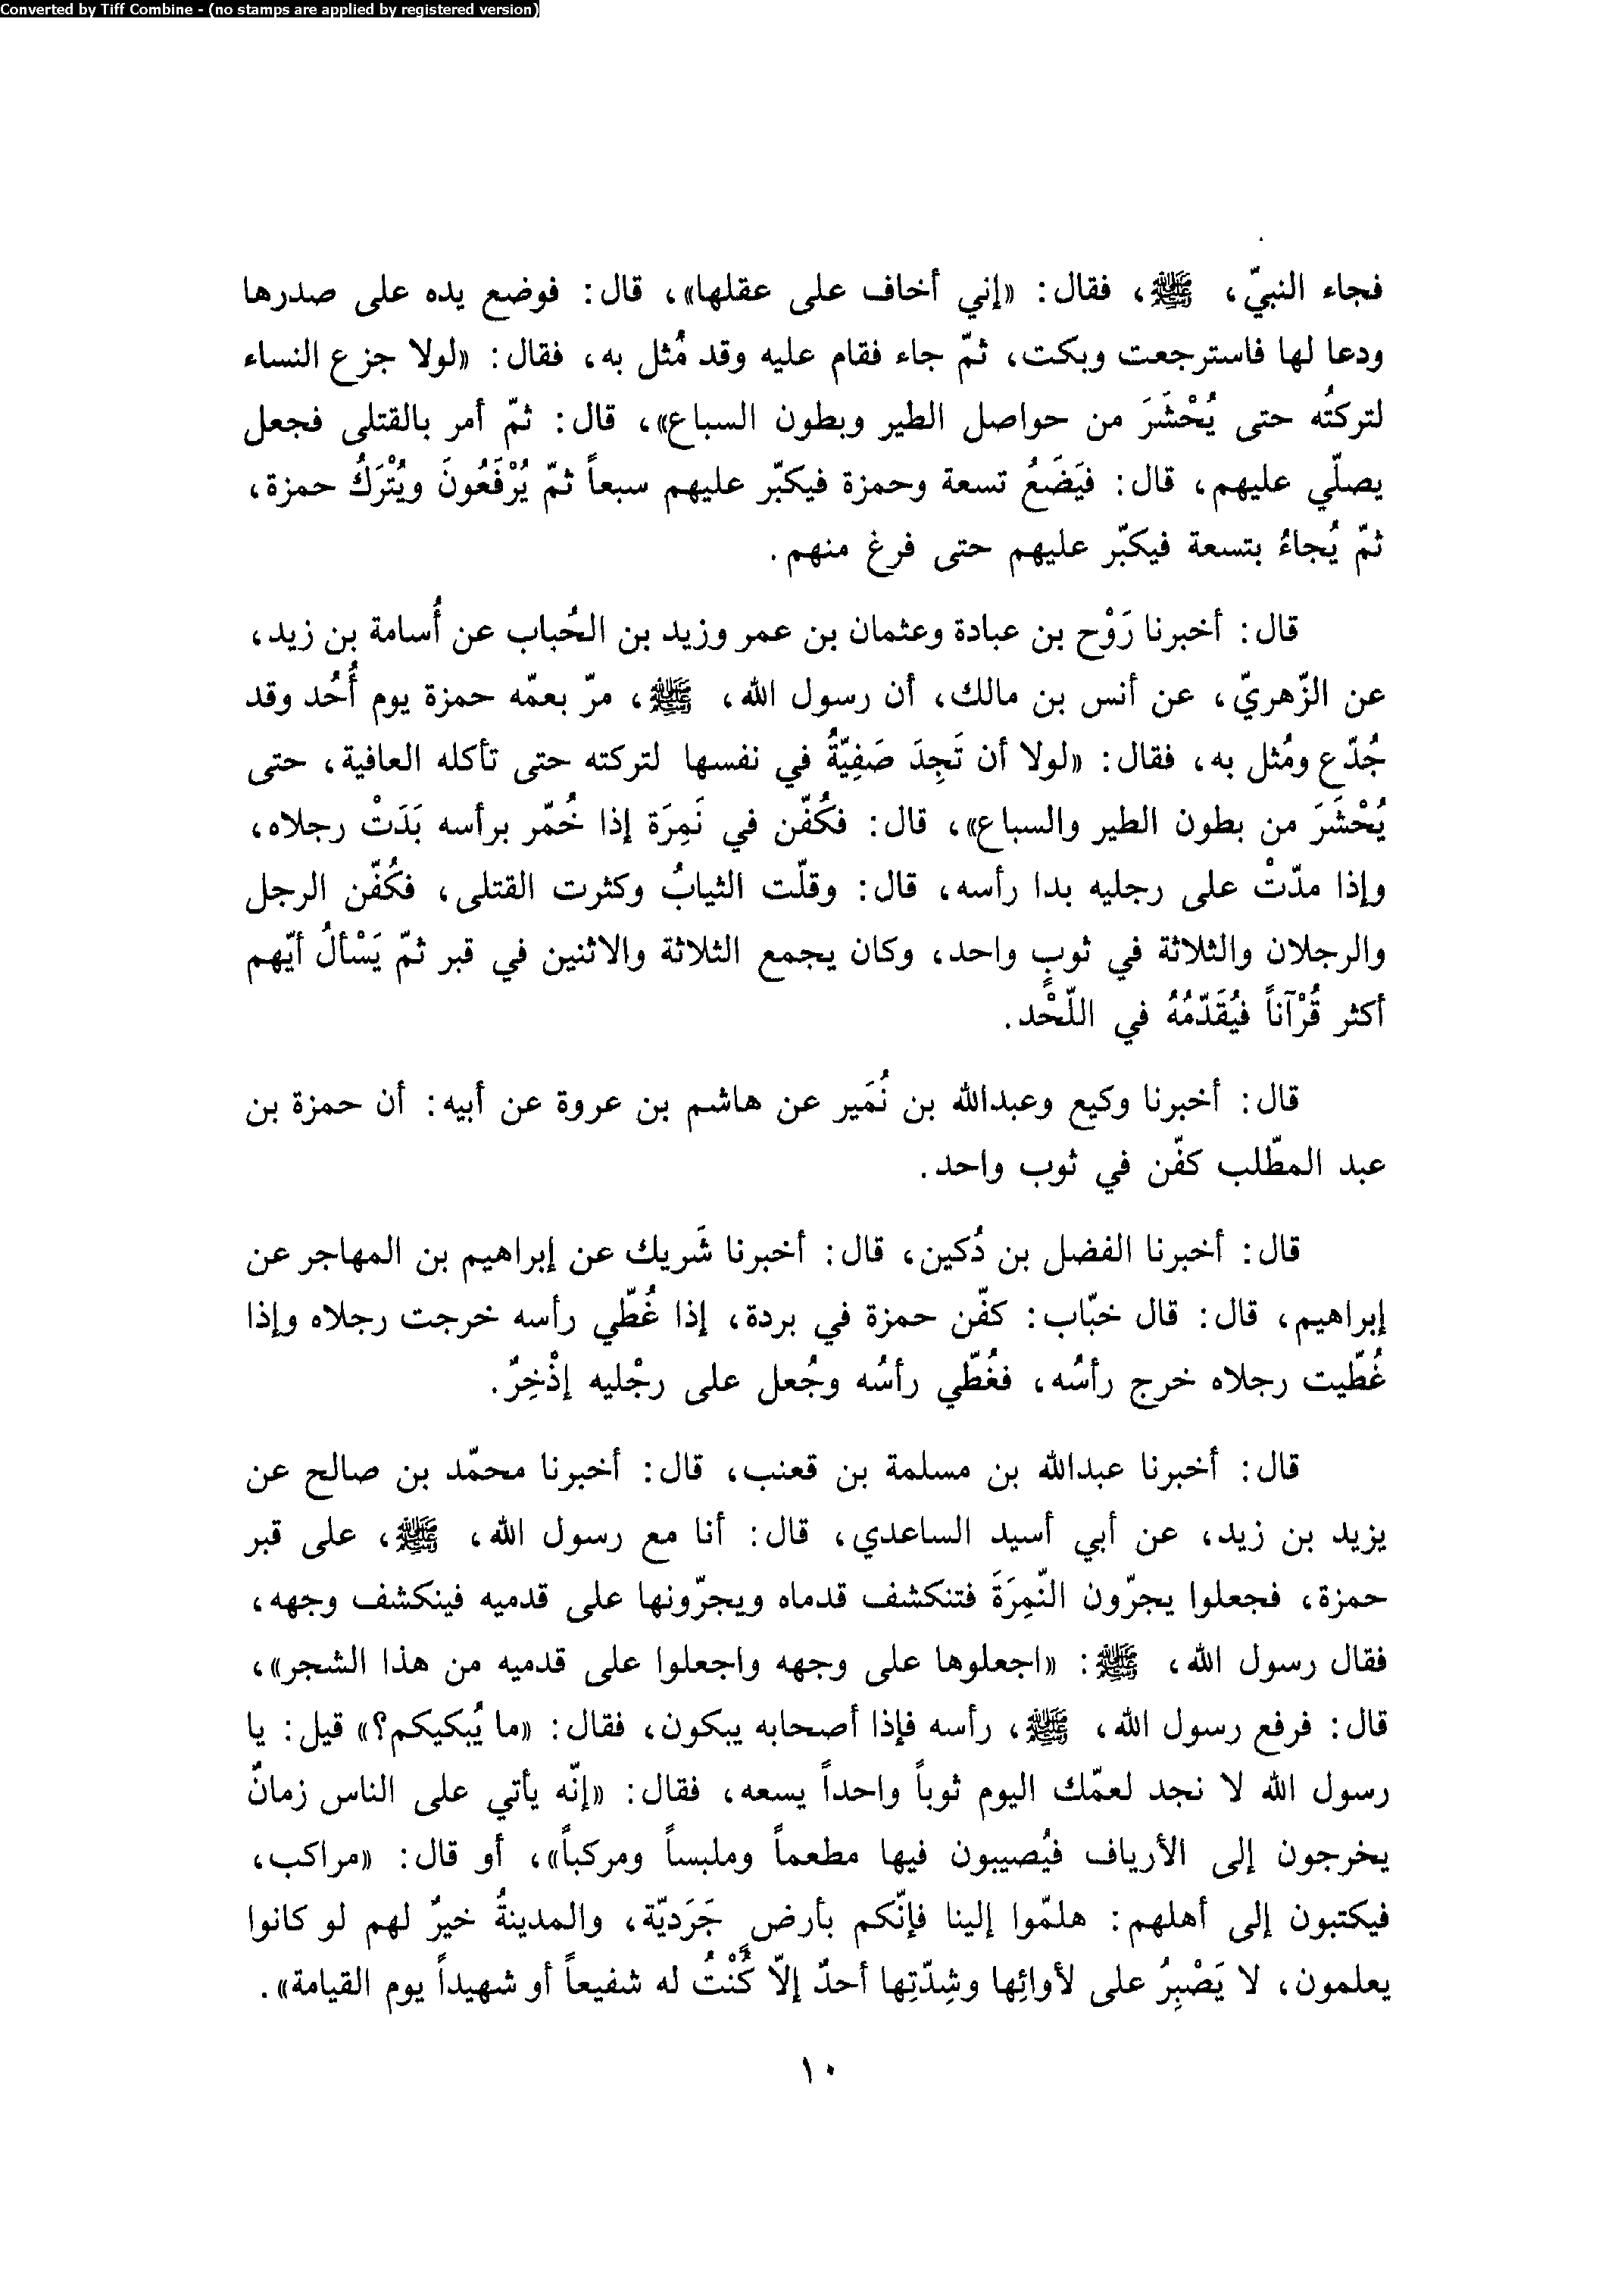 Converted by Tiff Combine - (no stamps are applied by registered version)
فجاء النبيّ، ﷺ، فقال: «إني أخاف على عقلها»، قال: فوضع يده على صدرها
ودعا لها فاسترجعت وبكت، ثمّ جاء فقام عليه وقد مُثل به، فقال: «لولا جزع النساء
لتركتُه حتى يُحْشَرَ من حواصل الطير وبطون السباع»، قال: ثمّ أمر بالقتلى فجعل
يصلّي عليهم، قال: فيَضَعُ تسعة وحمزة فيكبّر عليهم سبعاً ثمّ يُرْفَعُونَ ويُتْرَكُ حمزة،
ثمّ يُجاءُ بتسعة فيكبّر عليهم حتى فرغ منهم.
قال: أخبرنا رَوْح بن عبادة وعثمان بن عمر وزيد بن الحُباب عن أُسامة بن زيد،
عن الزّهريّ، عن أنس بن مالك، أن رسول الله، ﷺ، مرّ بعمّه حمزة يوم أُحُد وقد
جُدّع ومُثل به، فقال: «لولا أن تَجِدَ صَفِيّةُ في نفسها لتركته حتى تأكله العافية، حتى
يُحْشَرَ من بطون الطير والسباع»، قال: فكُفّن في نَمِرَة إذا خُمّر برأسه بَدَتْ رجلاه،
وإذا مدّتْ على رجليه بدا رأسه، قال: وقلّت الثيابُ وكثرت القتلى، فكُفّن الرجل
والرجلان والثلاثة في ثوبٍ واحد، وكان يجمع الثلاثة والاثنين في قبر ثمّ يَسْألُ أيّهم
أكثر قُرْآناً فيُقَدّمُهُ في اللّحْد.
قال: أخبرنا وكيع وعبدالله بن نُمَير عن هاشم بن عروة عن أبيه: أن حمزة بن
عبد المطّلب كفّن في ثوب واحد.
قال: أخبرنا الفضل بن دُكين، قال: أخبرنا شَريك عن إبراهيم بن المهاجر عن
إبراهيم، قال: قال خبّاب: كفّن حمزة في بردة، إذا غُطّي رأسه خرجت رجلاه وإذا
غُطّيت رجلاه خرج رأسُه، فغُطّي رأسُه وجُعل على رجْليه إذْخِرٌ.
قال: أخبرنا عبدالله بن مسلمة بن قعنب، قال: أخبرنا محمّد بن صالح عن
يزيد بن زيد، عن أبي أسيد الساعدي، قال: أنا مع رسول الله، ﷺ، على قبر
حمزة، فجعلوا يجرّون النّمِرَةَ فتنكشف قدماه ويجرّونها على قدميه فينكشف وجهه،
فقال رسول الله، ﷺ: «اجعلوها على وجهه واجعلوا على قدميه من هذا الشجر»،
قال: فرفع رسول الله، ﷺ، رأسه فإذا أصحابه يبكون، فقال: «ما يُبكيكم؟» قيل: يا
رسول الله لا نجد لعمّك اليوم ثوباً واحداً يسعه، فقال: «إنّه يأتي على الناس زمانٌ
يخرجون إلى الأرياف فيُصيبون فيها مطعماً وملبساً ومركباً»، أو قال: «مراكب،
فيكتبون إلى أهلهم: هلمّوا إلينا فإنّكم بأرضٍ جَرَديّة، والمدينةُ خيرٌ لهم لو كانوا
يعلمون، لا يَصْبِرُ على لأوائِها وشِدّتِها أحدٌ إلاّ كُنْتُ له شفيعاً أو شهيداً يوم القيامة».
١٠